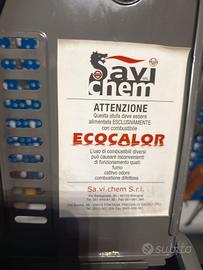 Sa.vi
chem
ATTENZIONE
Questa stufa deve essere
alimentata ESCLUSIVAMENTE
con combustibile
ECOCALOR
L'uso di combustibili diversi
può causare inconvenienti
di funzionamento quali:
fumo
cattivo odore
combustione difettosa
Sa.vi.chem S.r.l.
subito